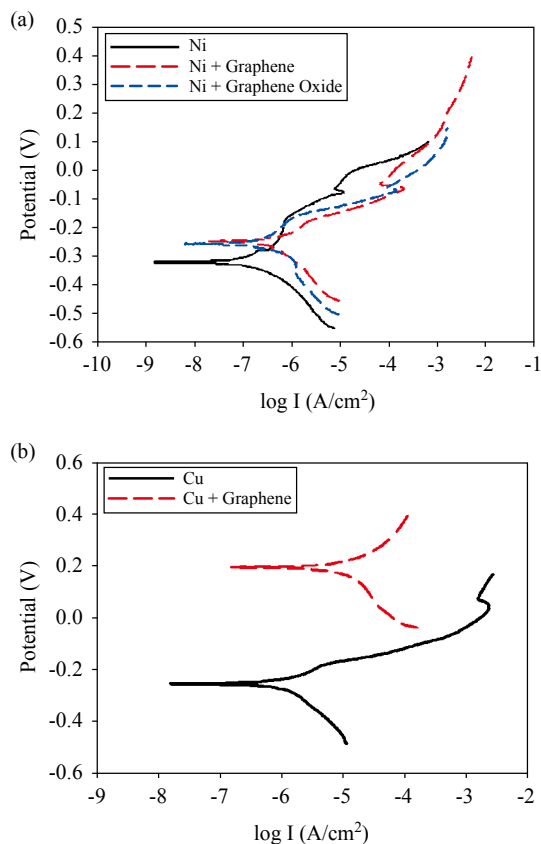 (a)
0.5
0.4
0.3
0.2
0.1
0.0
-0.1
-0.2
-0.3
-0.4
-0.5
-0.6
Potential (V)
Ni
Ni + Graphene
Ni + Graphene Oxide
-10 -9 -8 -7 -6 -5 -4 -3 -2 -1
log I (A/cm²)
(b)
0.6
0.4
0.2
0.0
-0.2
-0.4
-0.6
Potential (V)
Cu
Cu + Graphene
-9 -8 -7 -6 -5 -4 -3 -2
log I (A/cm²)